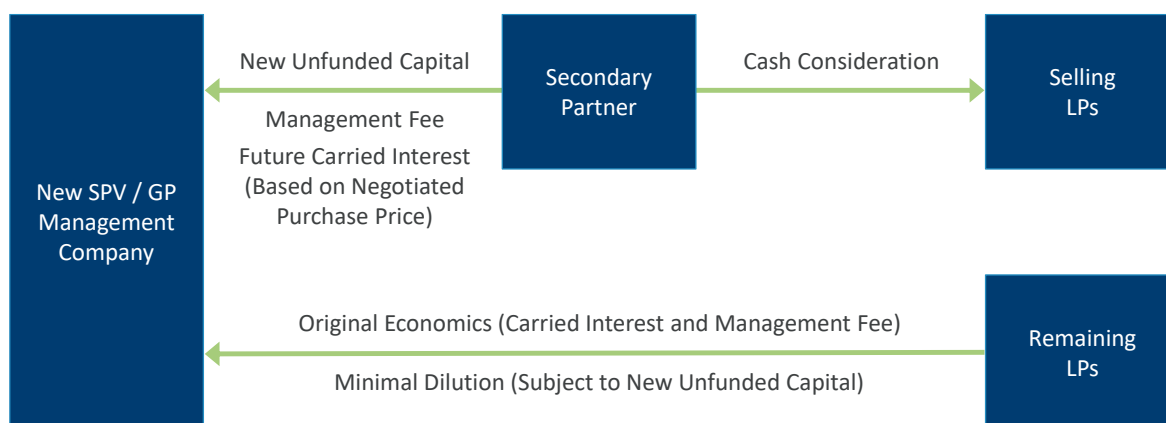 New SPV / GP
Management
Company
New Unfunded Capital
Management Fee
Future Carried Interest
(Based on Negotiated
Purchase Price)
Secondary
Partner
Cash Consideration
Selling
LPs
Original Economics (Carried Interest and Management Fee)
Minimal Dilution (Subject to New Unfunded Capital)
Remaining
LPs